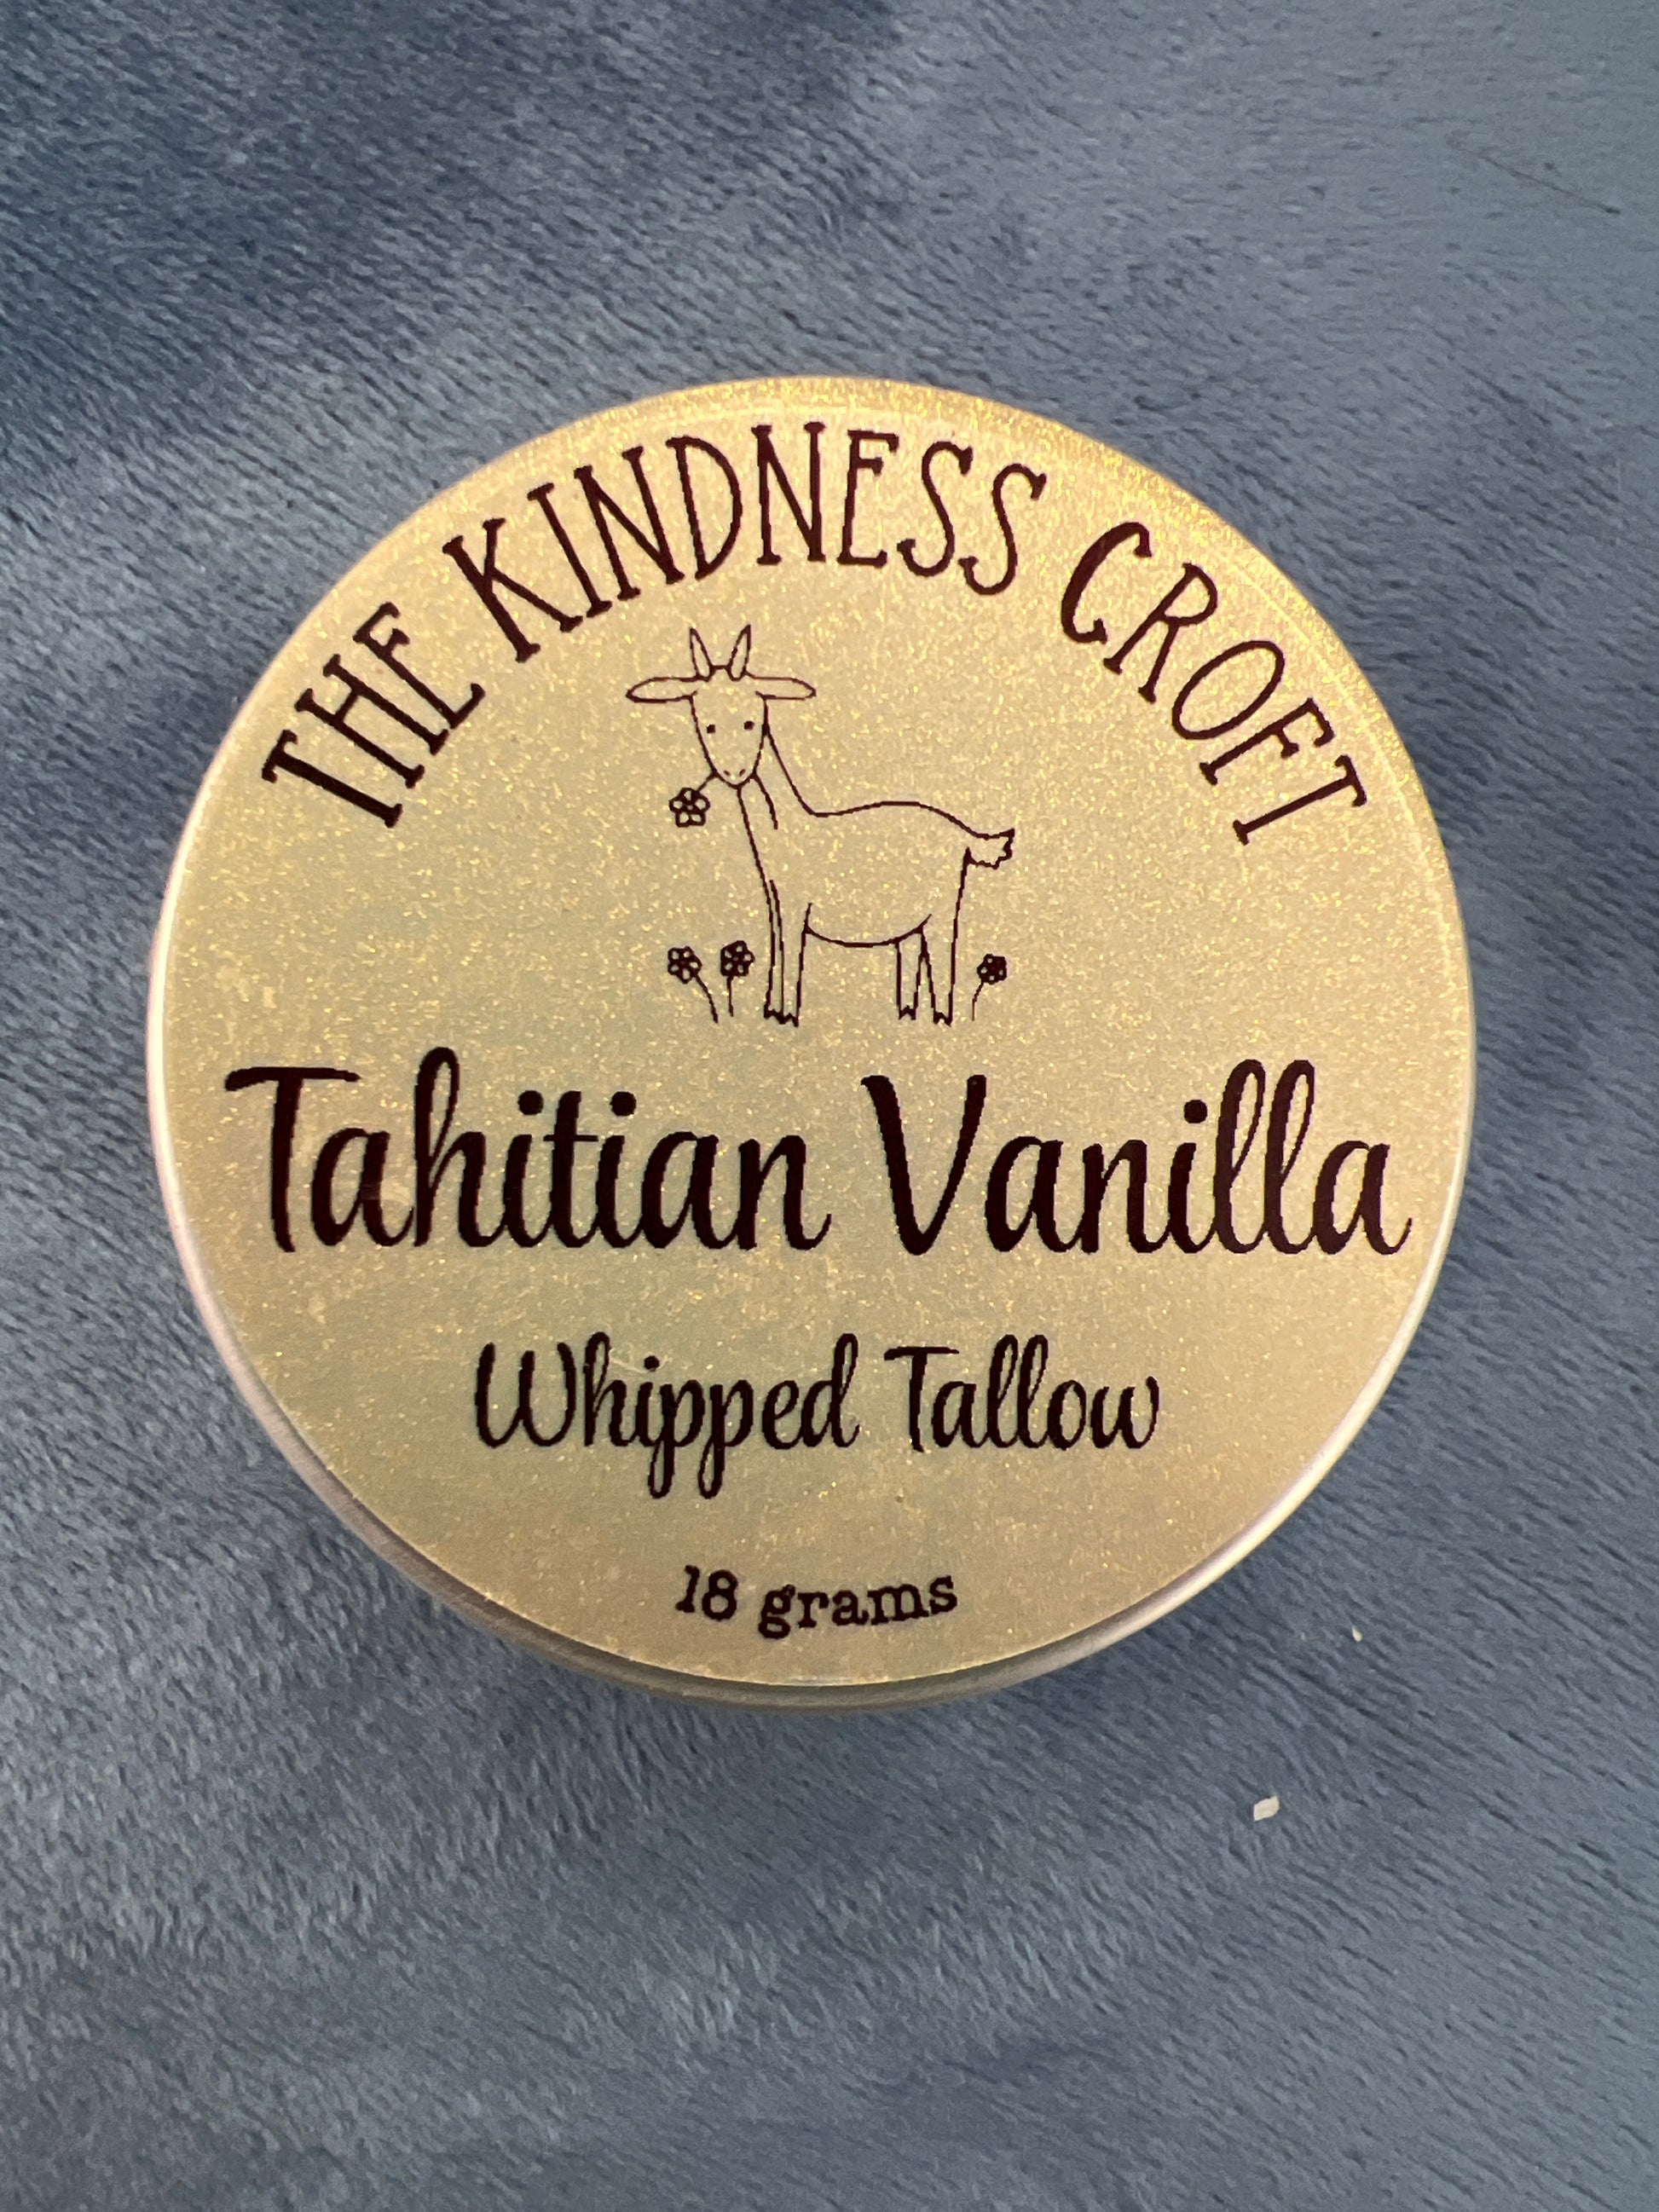 THE KINDNESS CROFT
Tahitian Vanilla
Whipped Tallow
18 grams